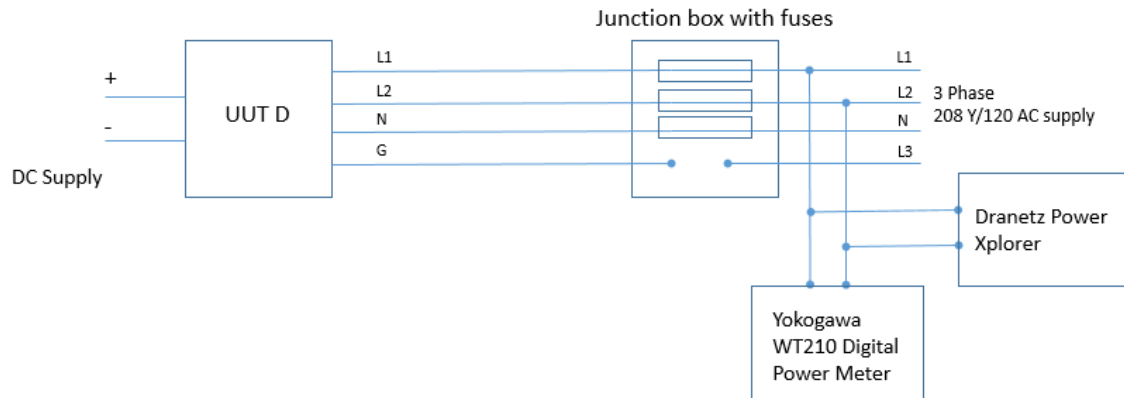 Junction box with fuses
+
-
DC Supply
UUT D
L1
L2
N
G
L1
L2
N
L3
3 Phase
208 Y/120 AC supply
Dranetz Power
Xplorer
Yokogawa
WT210 Digital
Power Meter